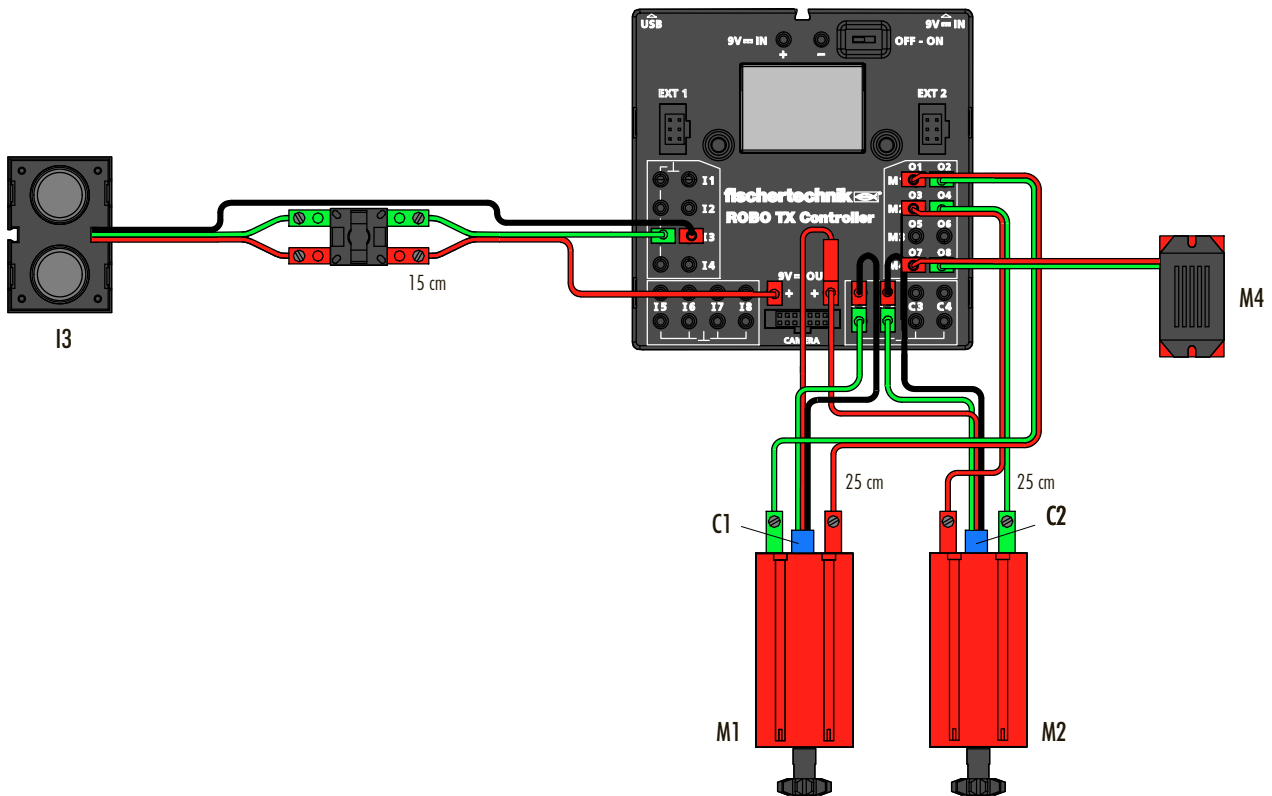 USB
9V IN
9V IN
+
−
OFF - ON
EXT 1
EXT 2
O1 O2
I1
M1
fischertechnik
O3 O4
I2
M2
ROBO TX Controller
O5 O6
I3
M3
I4
O7 O8
9V OU
+ +
I5 I6 I7 I8
C3 C4
CAMERA
15 cm
I3
M4
25 cm
25 cm
C1
C2
M1
M2